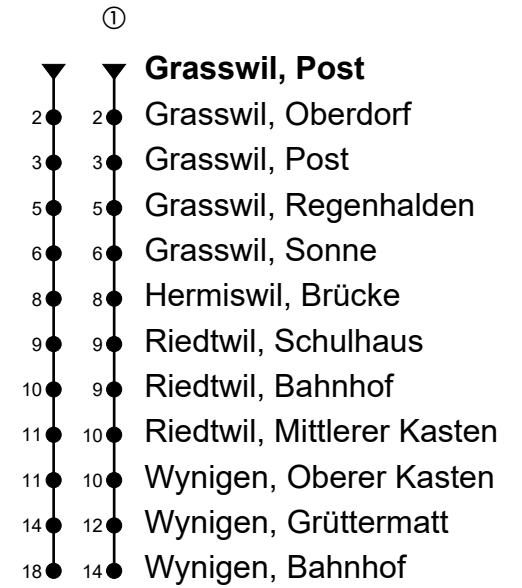 ①
Grasswil, Post
2 2 Grasswil, Oberdorf
3 3 Grasswil, Post
5 5 Grasswil, Regenhalden
6 6 Grasswil, Sonne
8 8 Hermiswil, Brücke
9 9 Riedtwil, Schulhaus
10 9 Riedtwil, Bahnhof
11 10 Riedtwil, Mittlerer Kasten
11 10 Wynigen, Oberer Kasten
14 12 Wynigen, Grüttermatt
18 14 Wynigen, Bahnhof